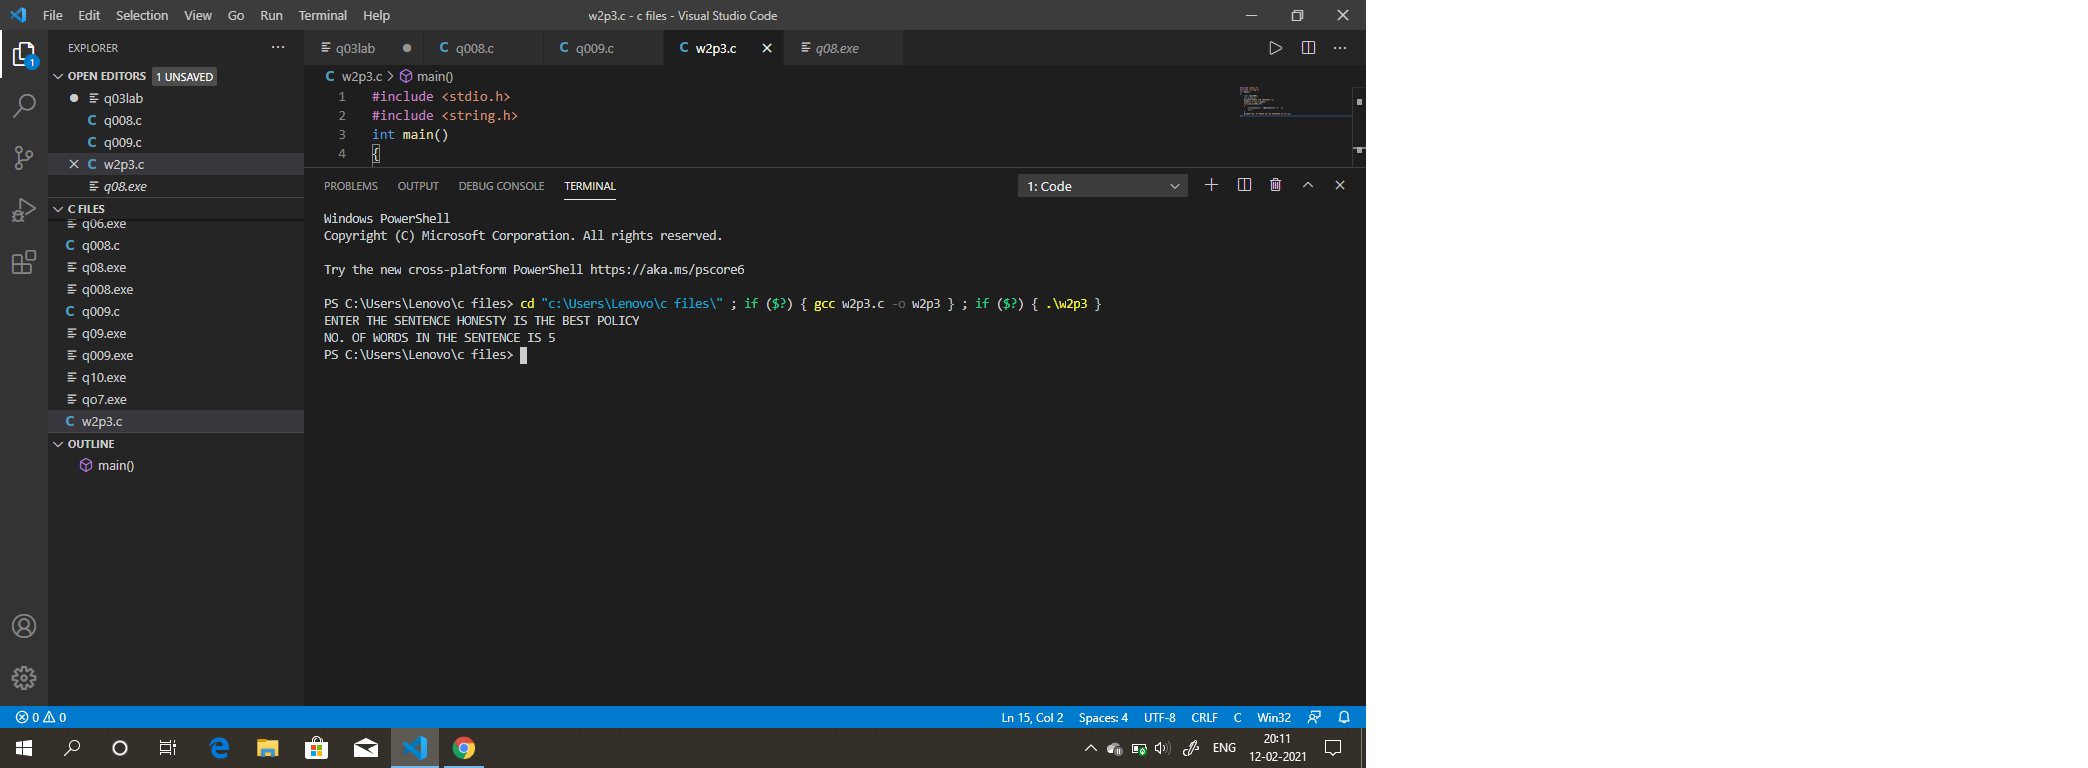 File Edit Selection View Go Run Terminal Help
w2p3.c - c files - Visual Studio Code
EXPLORER
OPEN EDITORS 1 UNSAVED
q03lab
q008.c
q009.c
w2p3.c
q08.exe
C FILES
q06.exe
q008.c
q08.exe
q008.exe
q009.c
q09.exe
q009.exe
q10.exe
qo7.exe
w2p3.c
OUTLINE
main()
q03lab q008.c q009.c w2p3.c q08.exe
w2p3.c > main()
1 #include <stdio.h>
2 #include <string.h>
3 int main()
4 {
PROBLEMS OUTPUT DEBUG CONSOLE TERMINAL 1: Code
Windows PowerShell
Copyright (C) Microsoft Corporation. All rights reserved.
Try the new cross-platform PowerShell https://aka.ms/pscore6
PS C:\Users\Lenovo\c files> cd "c:\Users\Lenovo\c files\" ; if ($?) { gcc w2p3.c -o w2p3 } ; if ($?) { .\w2p3 }
ENTER THE SENTENCE HONESTY IS THE BEST POLICY
NO. OF WORDS IN THE SENTENCE IS 5
PS C:\Users\Lenovo\c files>
0 0 Ln 15, Col 2 Spaces: 4 UTF-8 CRLF C Win32
ENG
20:11
12-02-2021